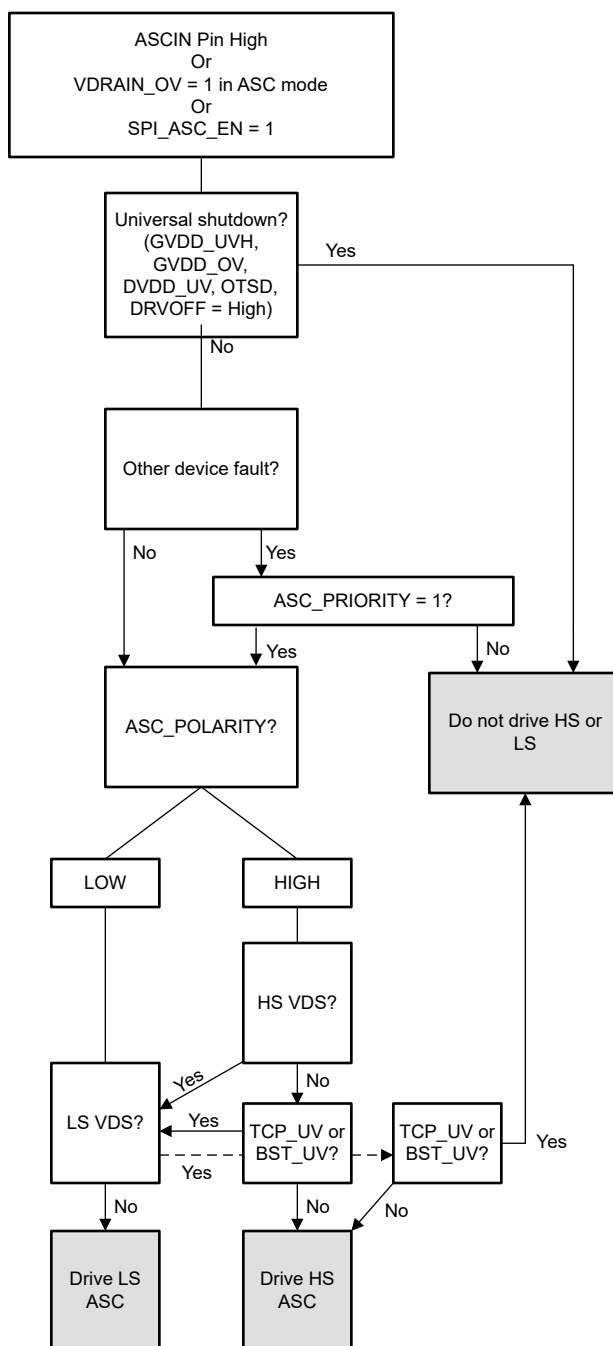 ASCIN Pin High
Or
VDRAIN_OV = 1 in ASC mode
Or
SPI_ASC_EN = 1
Universal shutdown?
(GVDD_UVH,
GVDD_OV,
DVDD_UV, OTSD,
DRVOFF = High)
Yes
No
Other device fault?
No
Yes
ASC_PRIORITY = 1?
Yes
No
ASC_POLARITY?
Do not drive HS or
LS
LOW
HIGH
HS VDS?
Yes
No
LS VDS?
Yes
TCP_UV or
BST_UV?
TCP_UV or
BST_UV?
Yes
Yes
No
No
No
Drive LS
ASC
Drive HS
ASC